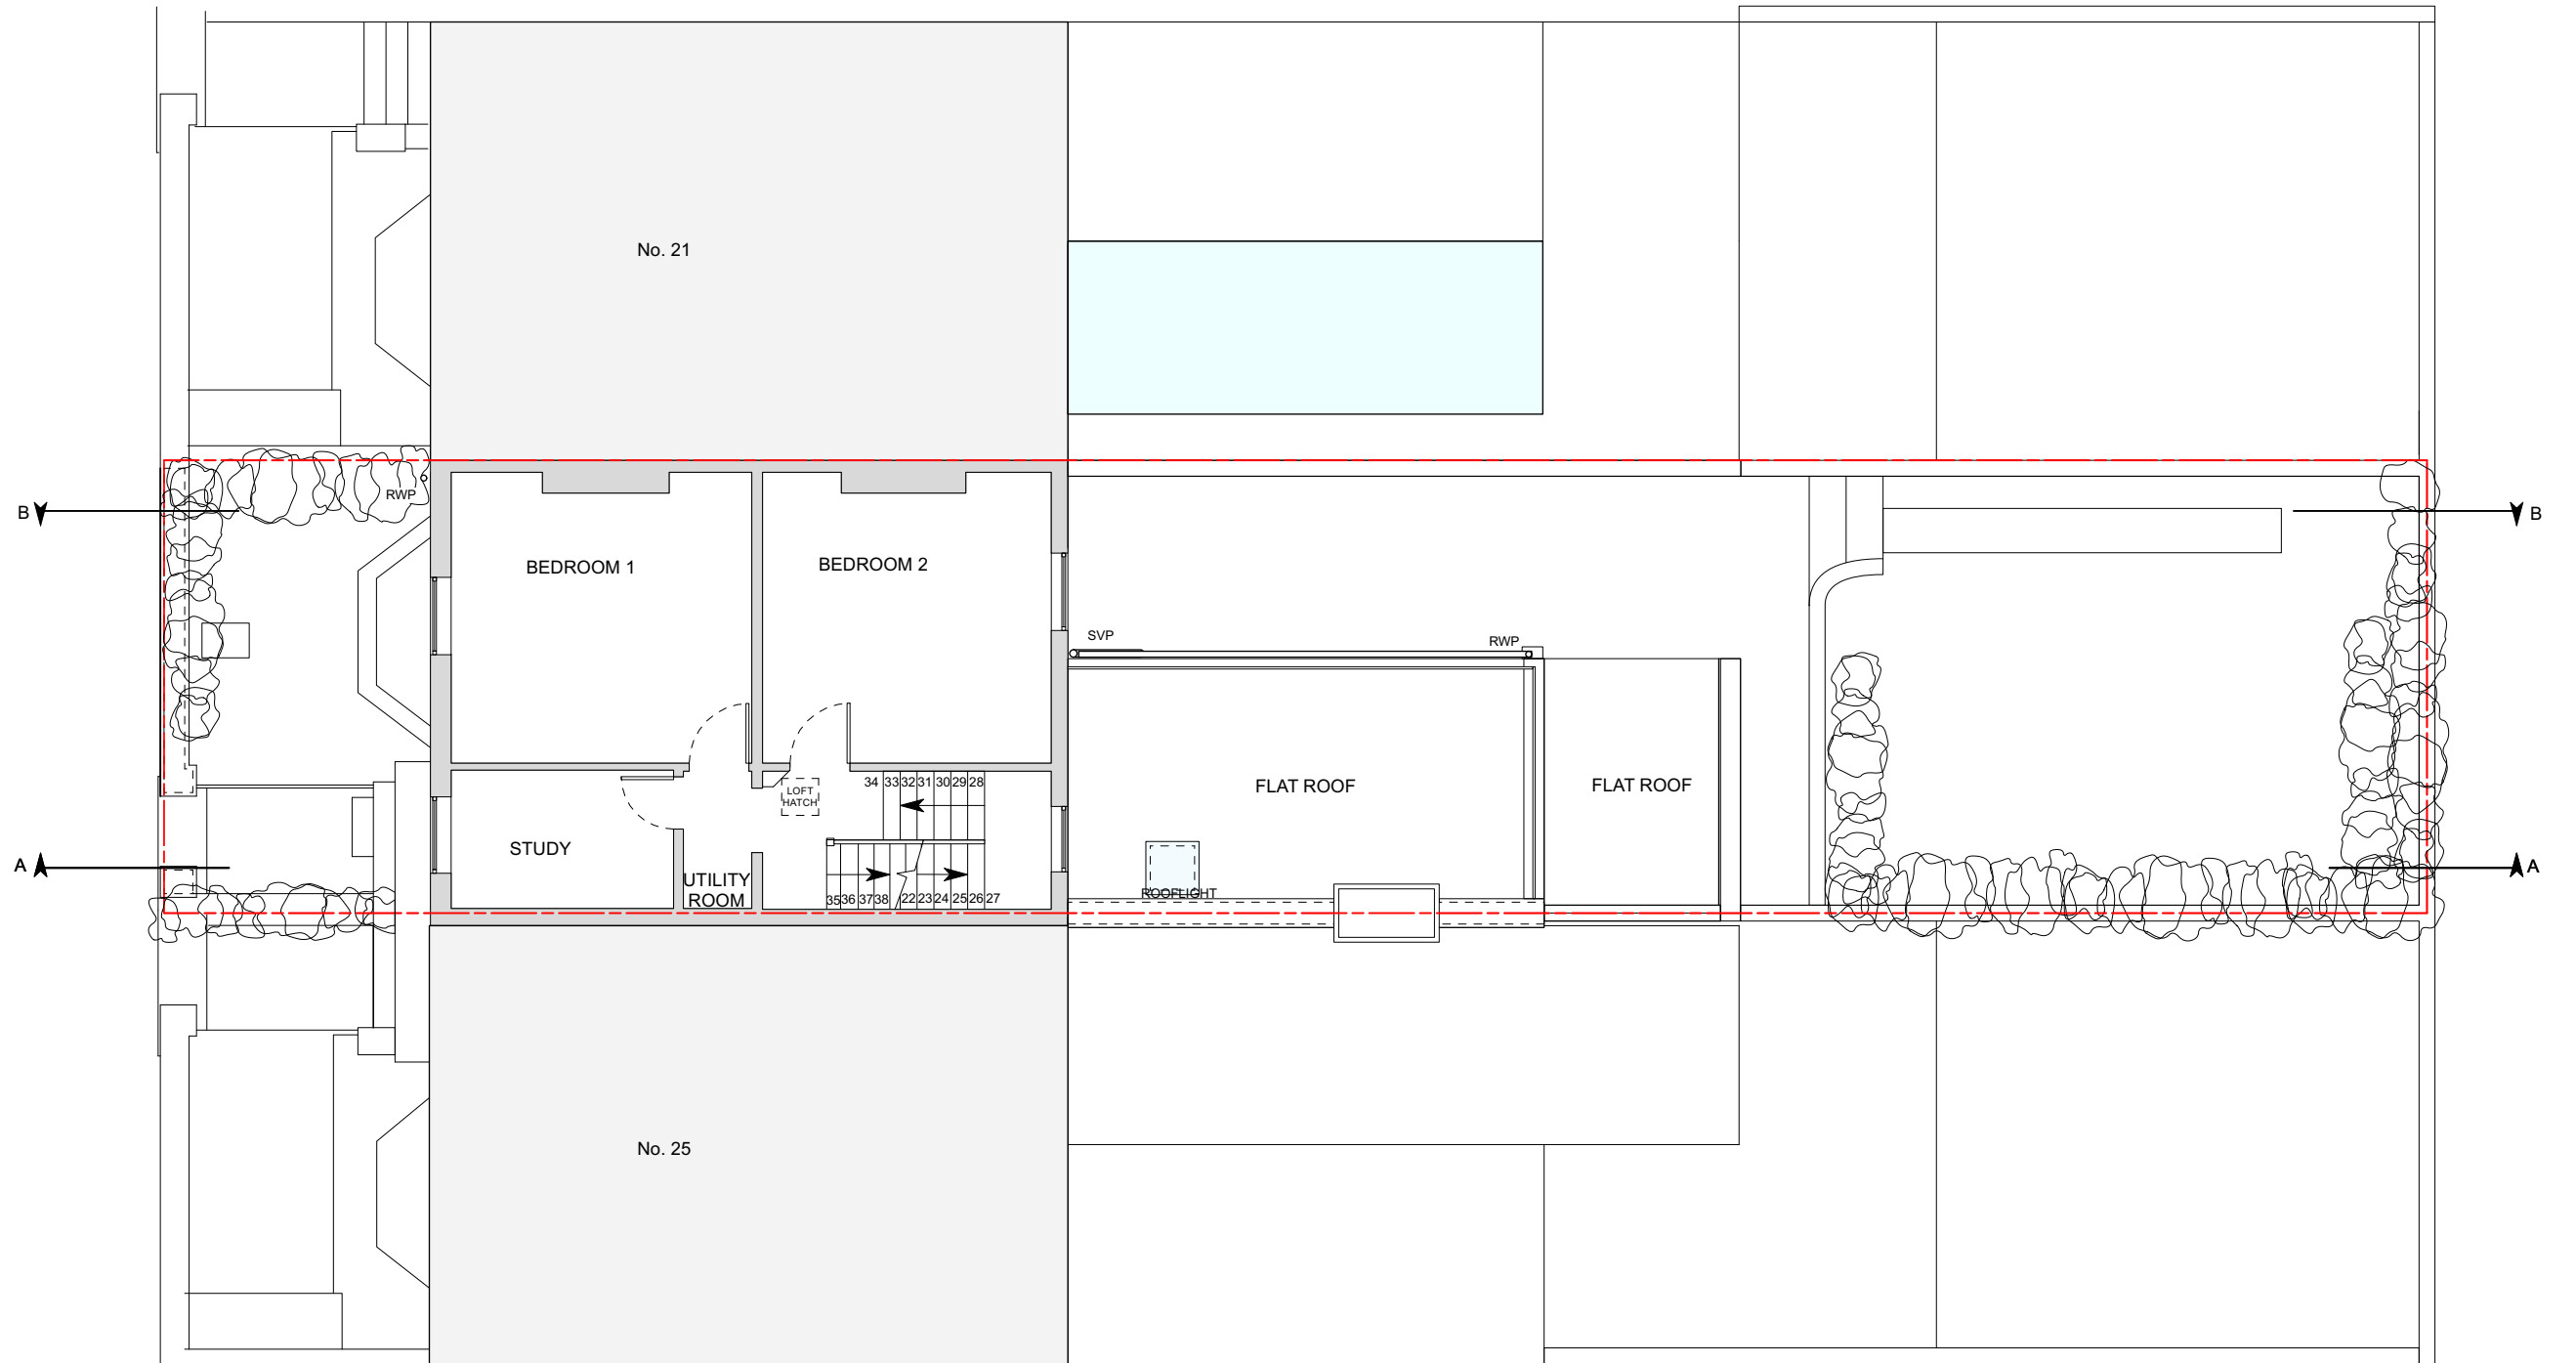 No. 21
RWP
B
B
BEDROOM 1
BEDROOM 2
SVP
RWP
34 33 32 31 30 29 28
LOFT
HATCH
FLAT ROOF
FLAT ROOF
STUDY
A
A
UTILITY
ROOM
35 36 37 38 22 23 24 25 26 27
ROOFLIGHT
No. 25